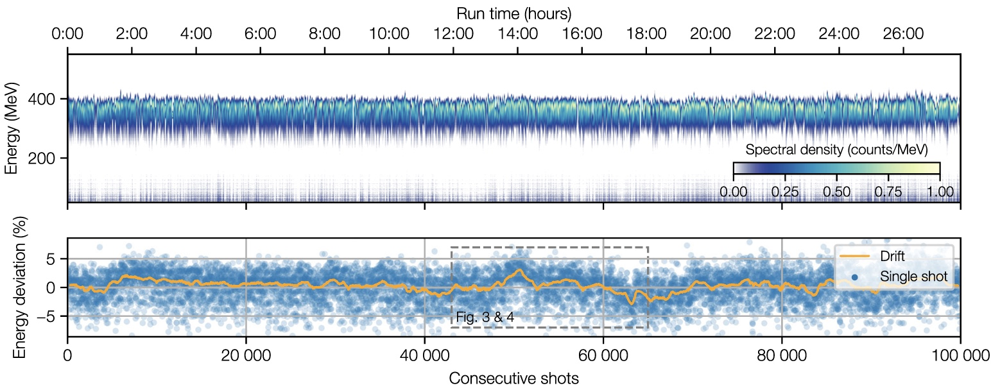 Run time (hours)
0:00 2:00 4:00 6:00 8:00 10:00 12:00 14:00 16:00 18:00 20:00 22:00 24:00 26:00
Energy (MeV)
400
200
Spectral density (counts/MeV)
0.00 0.25 0.50 0.75 1.00
Energy deviation (%)
5
0
−5
Drift
Single shot
Fig. 3 & 4
0 20 000 40 000 60 000 80 000 100 000
Consecutive shots